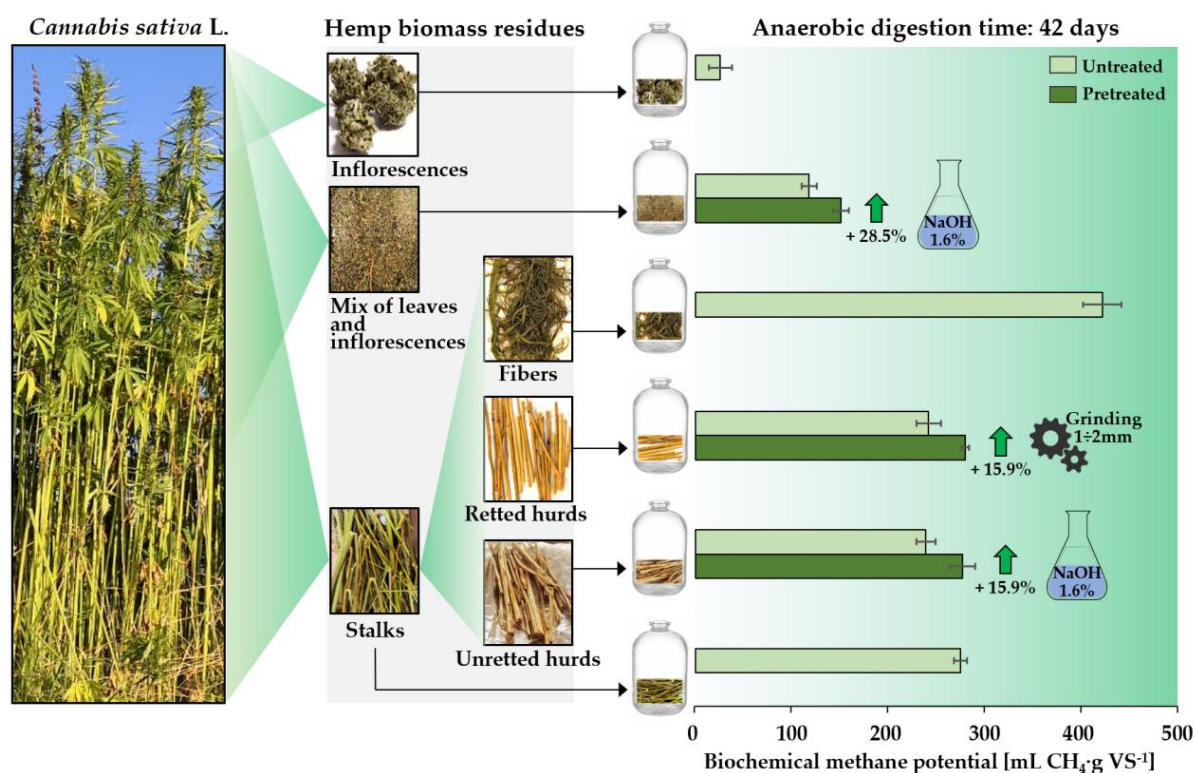 Cannabis sativa L.
Hemp biomass residues
Anaerobic digestion time: 42 days
Untreated
Pretreated
Inflorescences
+ 28.5%
NaOH
1.6%
Mix of leaves
and
inflorescences
Fibers
Grinding
1÷2mm
+ 15.9%
Retted hurds
NaOH
1.6%
+ 15.9%
Stalks
Unretted hurds
0 100 200 300 400 500
Biochemical methane potential [mL CH₄·g VS⁻¹]